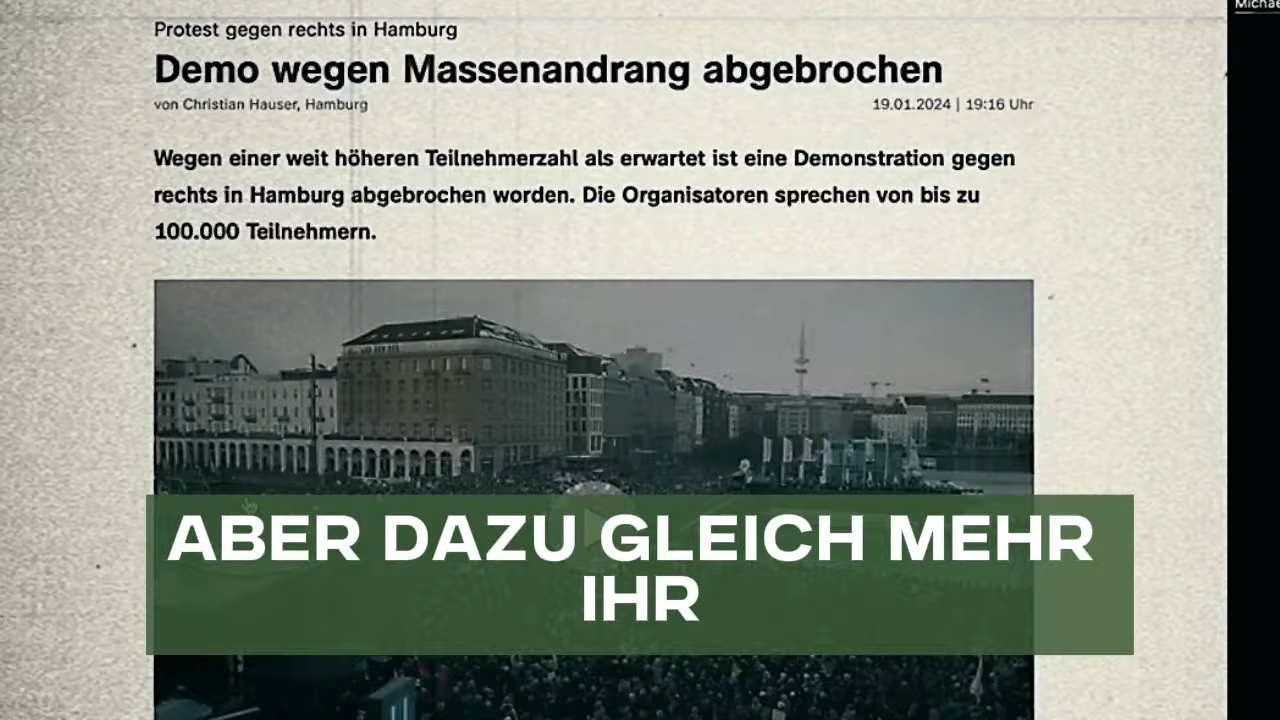 Michae
Protest gegen rechts in Hamburg
Demo wegen Massenandrang abgebrochen
von Christian Hauser, Hamburg
19.01.2024 | 19:16 Uhr
Wegen einer weit höheren Teilnehmerzahl als erwartet ist eine Demonstration gegen
rechts in Hamburg abgebrochen worden. Die Organisatoren sprechen von bis zu
100.000 Teilnehmern.
ABER DAZU GLEICH MEHR
IHR